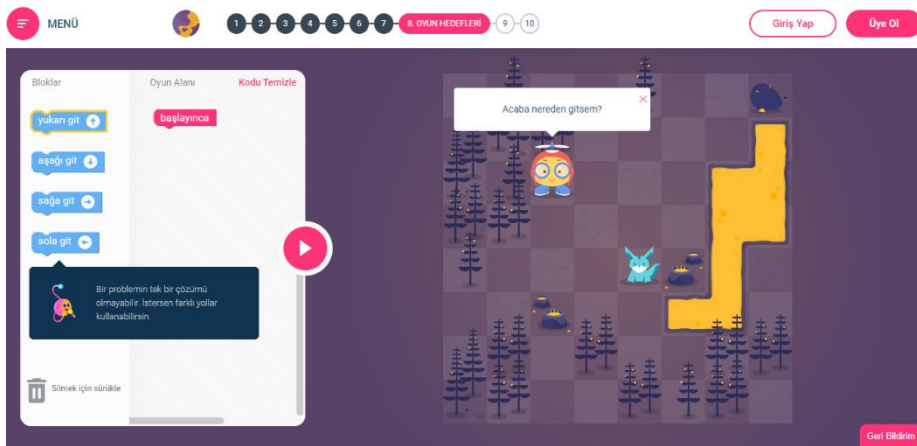 MENÜ
1 2 3 4 5 6 7 8. OYUN HEDEFLERİ 9 10
Giriş Yap
Üye Ol
Bloklar
Oyun Alanı
Kodu Temizle
yukarı git
başlayınca
aşağı git
sağa git
sola git
Bir problemin tek bir çözümü
olmayabilir. İstersen farklı yollar
kullanabilirsin.
Silmek için sürükle
Acaba nereden gitsem?
Geri Bildirim